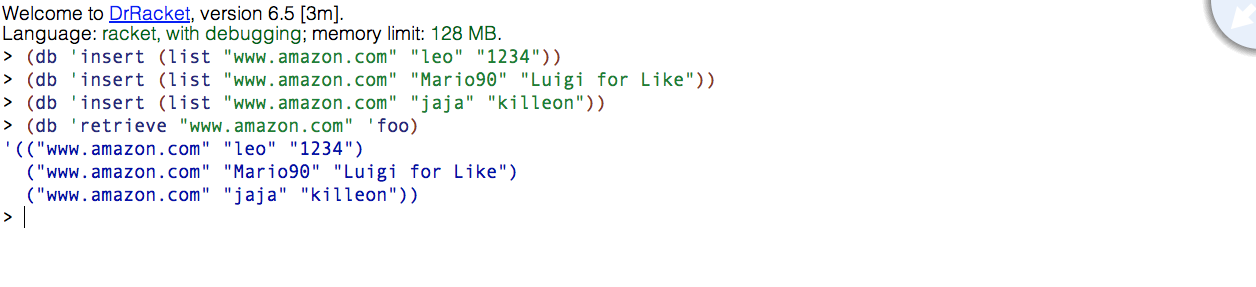 Welcome to DrRacket, version 6.5 [3m].
Language: racket, with debugging; memory limit: 128 MB.
> (db 'insert (list "www.amazon.com" "leo" "1234"))
> (db 'insert (list "www.amazon.com" "Mario90" "Luigi for Like"))
> (db 'insert (list "www.amazon.com" "jaja" "killeon"))
> (db 'retrieve "www.amazon.com" 'foo)
'(("www.amazon.com" "leo" "1234")
  ("www.amazon.com" "Mario90" "Luigi for Like")
  ("www.amazon.com" "jaja" "killeon"))
>